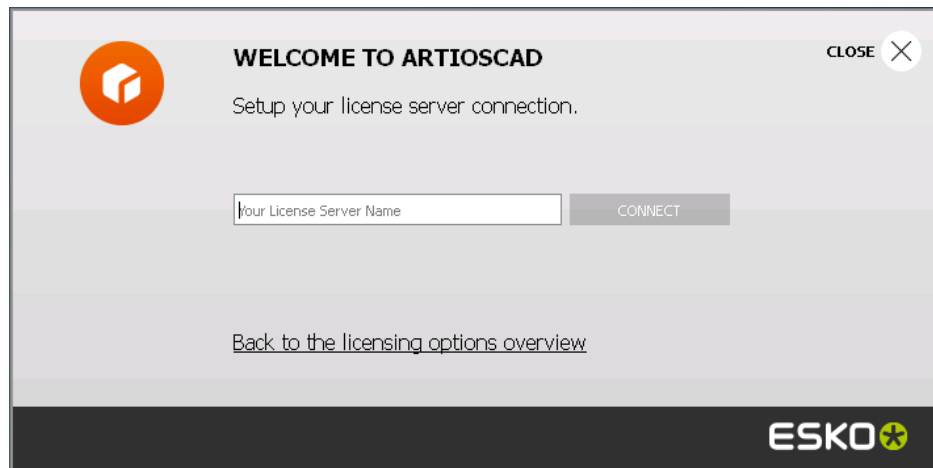 WELCOME TO ARTIOSCAD
CLOSE
Setup your license server connection.
Your License Server Name
CONNECT
Back to the licensing options overview
ESKO